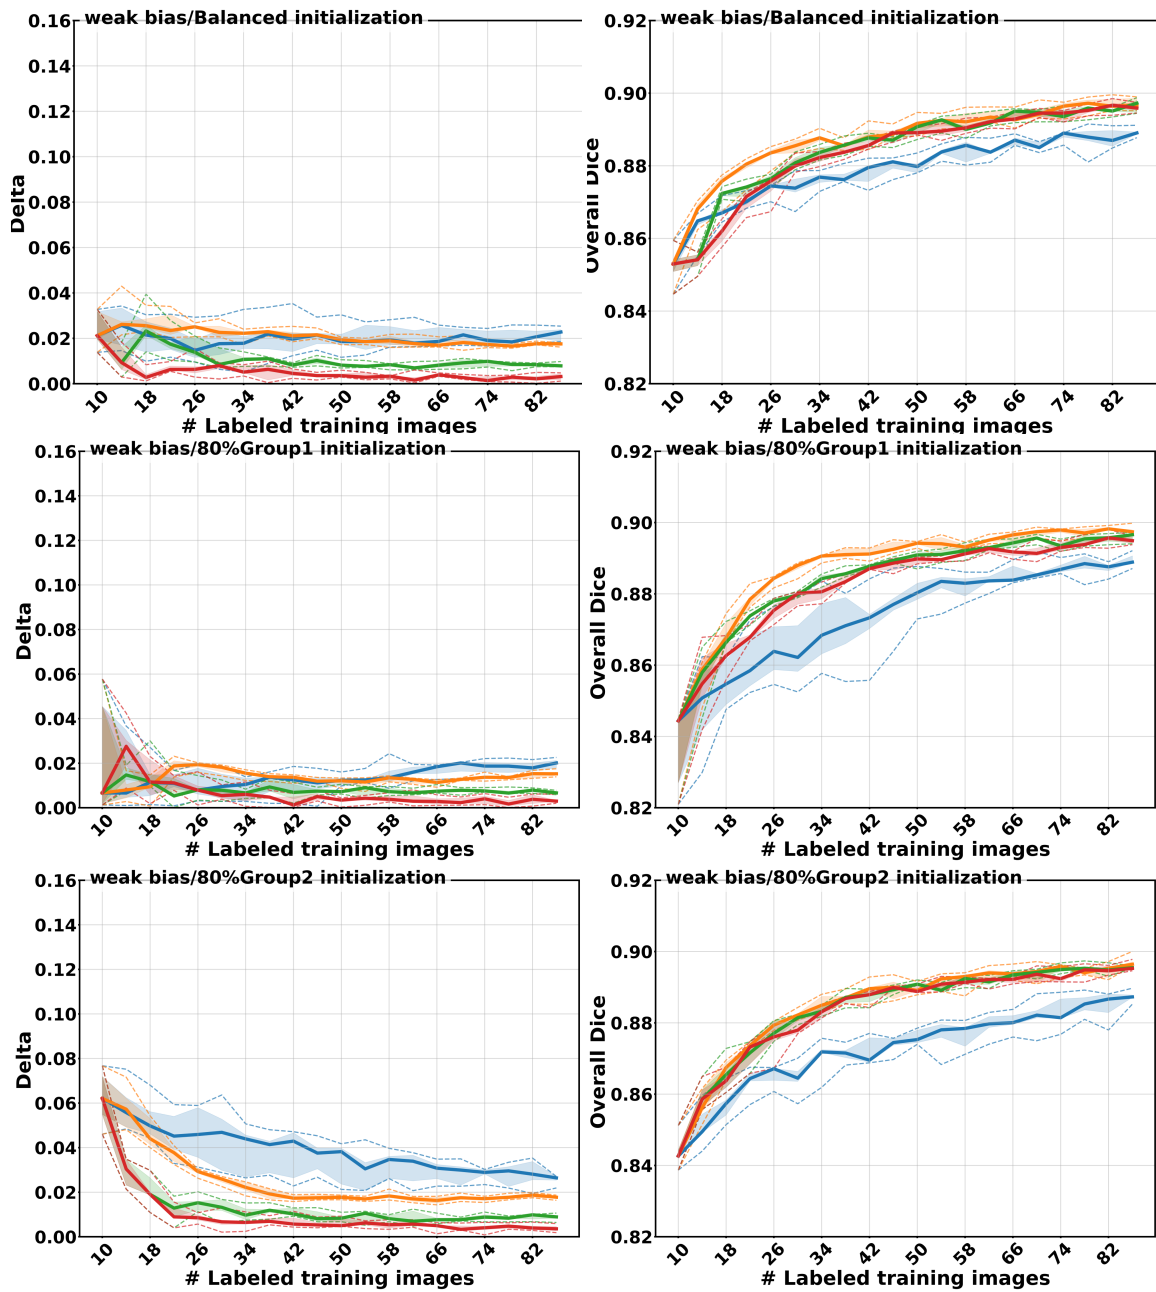 weak bias/Balanced initialization
0.16
0.14
0.12
0.10
0.08
0.06
0.04
0.02
0.00
Delta
10 18 26 34 42 50 58 66 74 82
# Labeled training images
weak bias/Balanced initialization
0.92
0.90
0.88
0.86
0.84
0.82
Overall Dice
10 18 26 34 42 50 58 66 74 82
# Labeled training images
weak bias/80%Group1 initialization
0.16
0.14
0.12
0.10
0.08
0.06
0.04
0.02
0.00
Delta
10 18 26 34 42 50 58 66 74 82
# Labeled training images
weak bias/80%Group1 initialization
0.92
0.90
0.88
0.86
0.84
0.82
Overall Dice
10 18 26 34 42 50 58 66 74 82
# Labeled training images
weak bias/80%Group2 initialization
0.16
0.14
0.12
0.10
0.08
0.06
0.04
0.02
0.00
Delta
10 18 26 34 42 50 58 66 74 82
# Labeled training images
weak bias/80%Group2 initialization
0.92
0.90
0.88
0.86
0.84
0.82
Overall Dice
10 18 26 34 42 50 58 66 74 82
# Labeled training images